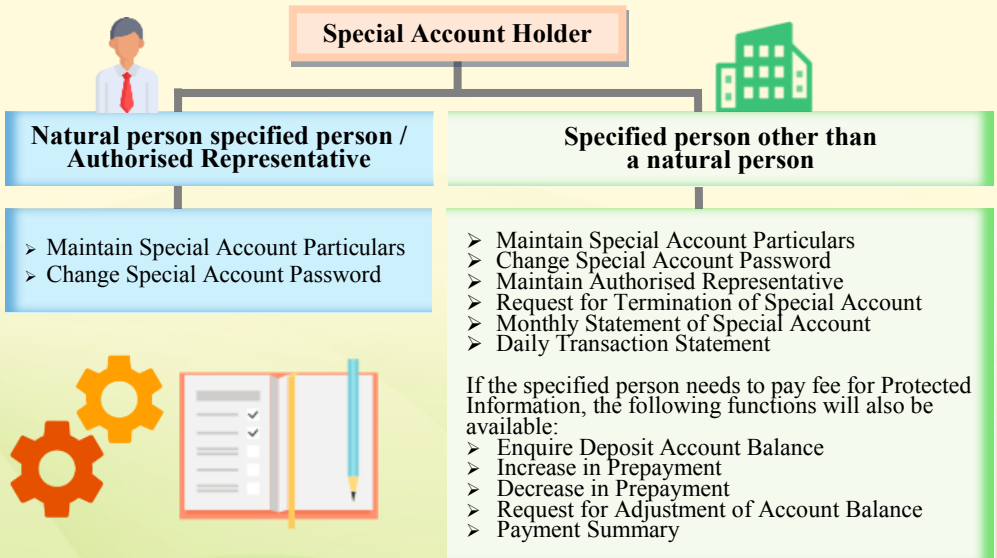 Special Account Holder
Natural person specified person /
Authorised Representative
➢ Maintain Special Account Particulars
➢ Change Special Account Password
Specified person other than
a natural person
➢ Maintain Special Account Particulars
➢ Change Special Account Password
➢ Maintain Authorised Representative
➢ Request for Termination of Special Account
➢ Monthly Statement of Special Account
➢ Daily Transaction Statement
If the specified person needs to pay fee for Protected
Information, the following functions will also be
available:
➢ Enquire Deposit Account Balance
➢ Increase in Prepayment
➢ Decrease in Prepayment
➢ Request for Adjustment of Account Balance
➢ Payment Summary